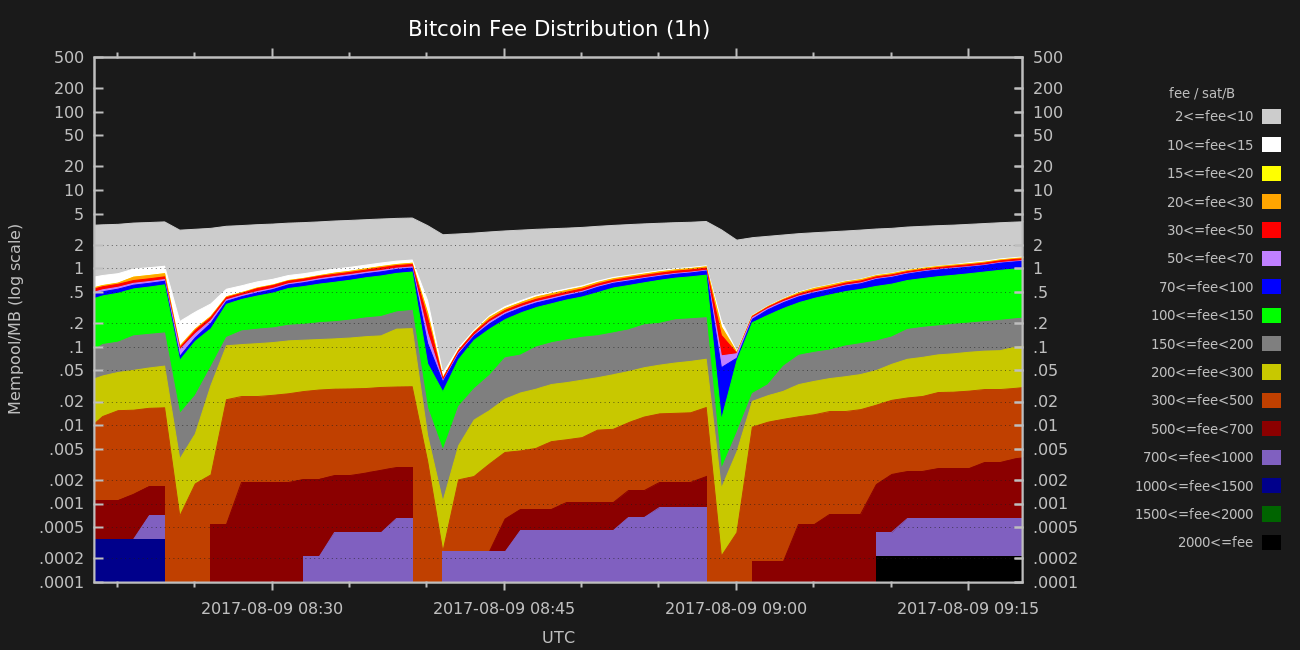 Bitcoin Fee Distribution (1h)
500 500
200 200
100 100
50 50
20 20
10 10
5 5
2 2
1 1
.5 .5
.2 .2
.1 .1
.05 .05
.02 .02
.01 .01
.005 .005
.002 .002
.001 .001
.0005 .0005
.0002 .0002
.0001 .0001
Mempool/MB (log scale)
2017-08-09 08:30 2017-08-09 08:45 2017-08-09 09:00 2017-08-09 09:15
UTC
fee / sat/B
2<=fee<10
10<=fee<15
15<=fee<20
20<=fee<30
30<=fee<50
50<=fee<70
70<=fee<100
100<=fee<150
150<=fee<200
200<=fee<300
300<=fee<500
500<=fee<700
700<=fee<1000
1000<=fee<1500
1500<=fee<2000
2000<=fee